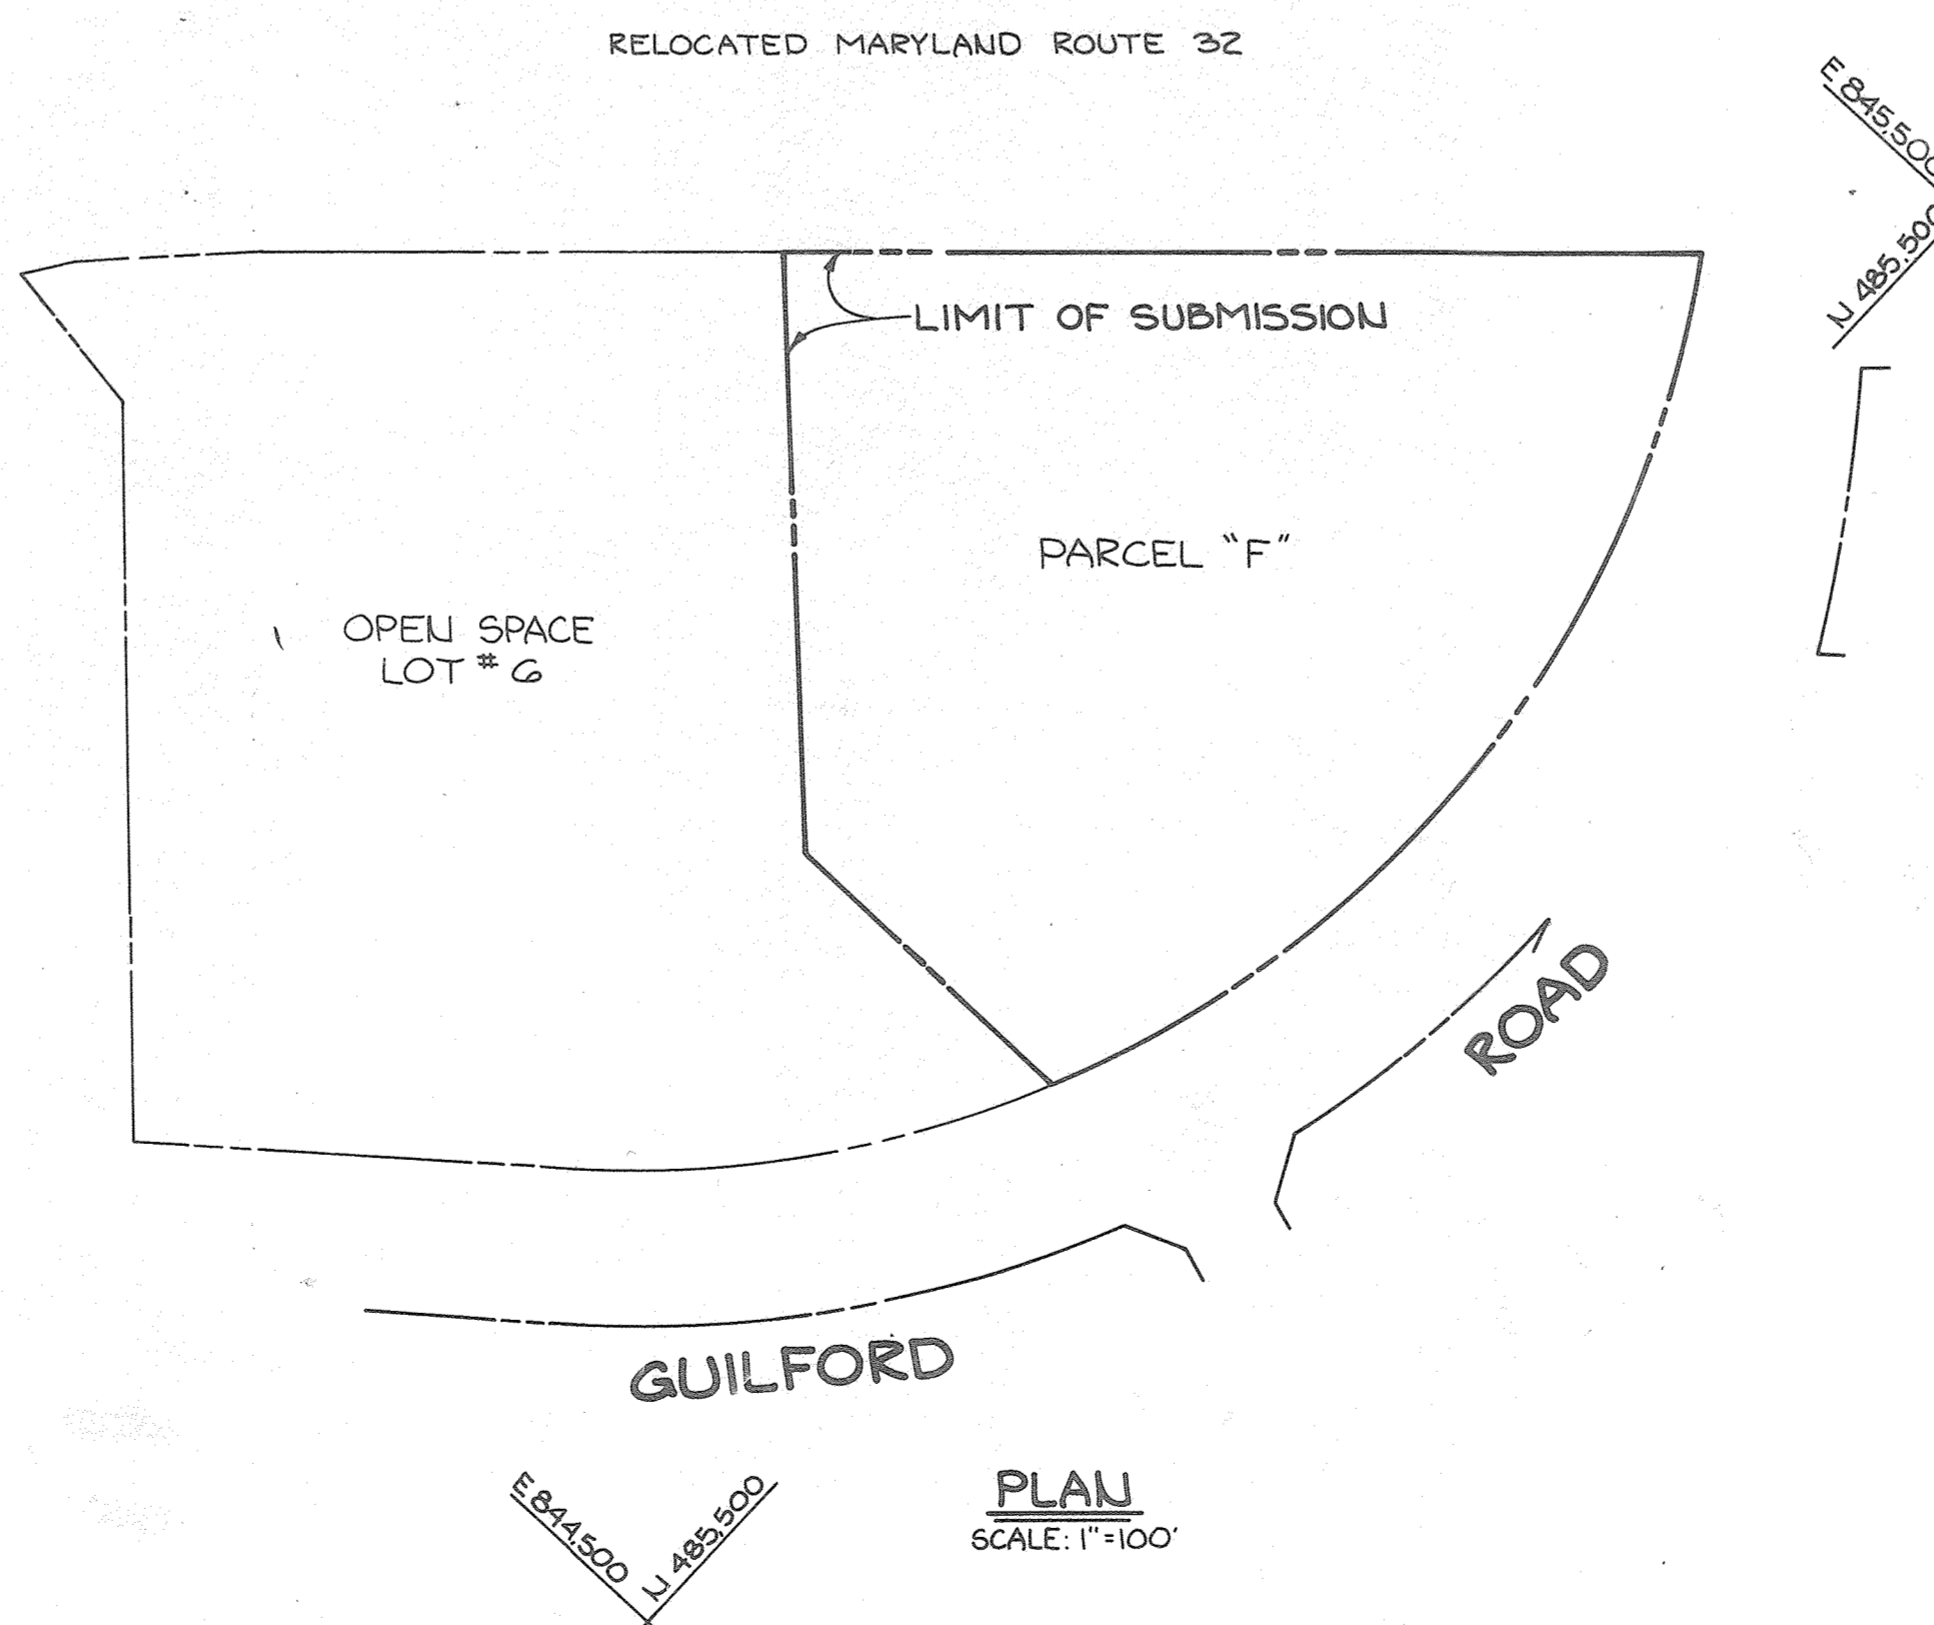 RELOCATED MARYLAND ROUTE 32
E 845,500
N 485,500
LIMIT OF SUBMISSION
PARCEL "F"
OPEN SPACE
LOT # 6
ROAD
GUILFORD
PLAN
SCALE: 1"=100'
E 844,500
N 485,500